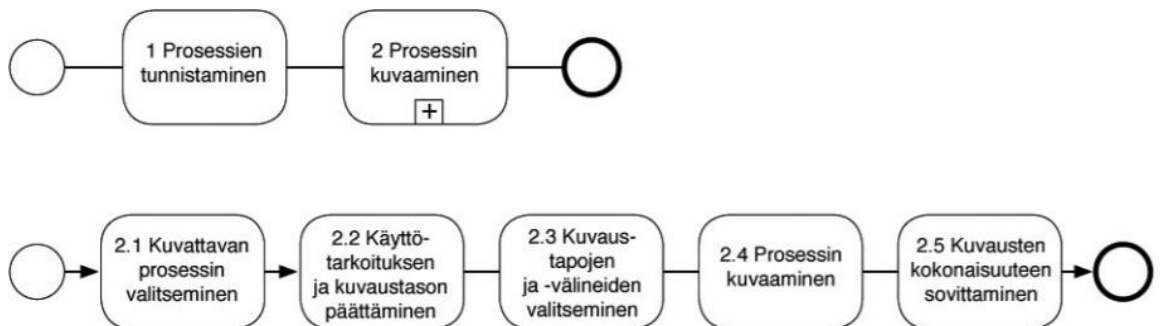 1 Prosessien
tunnistaminen
2 Prosessin
kuvaaminen
+
2.1 Kuvattavan
prosessin
valitseminen
2.2 Käyttö-
tarkoituksen
ja kuvaustason
päättäminen
2.3 Kuvaus-
tapojen
ja -välineiden
valitseminen
2.4 Prosessin
kuvaaminen
2.5 Kuvausten
kokonaisuuteen
sovittaminen